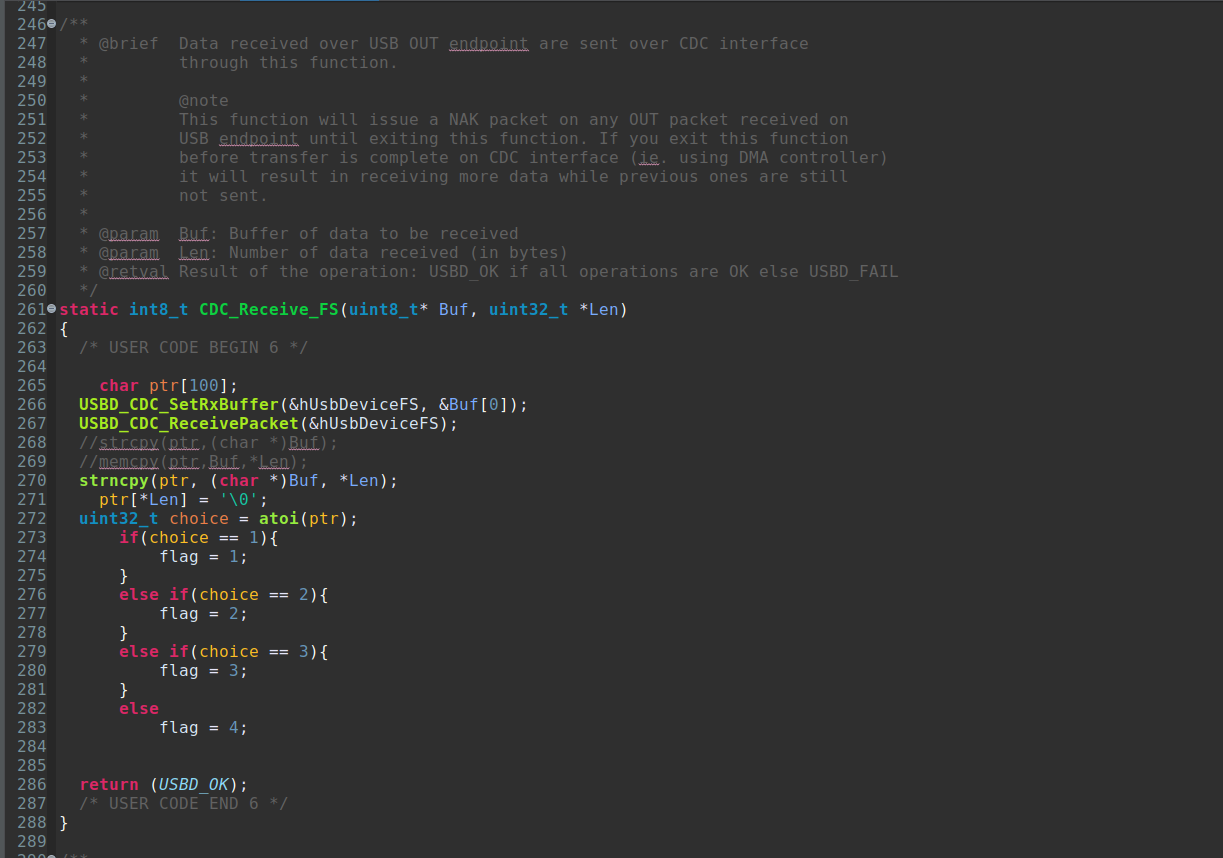 245
246 /**
247 * @brief Data received over USB OUT endpoint are sent over CDC interface
248 * through this function.
249 *
250 * @note
251 * This function will issue a NAK packet on any OUT packet received on
252 * USB endpoint until exiting this function. If you exit this function
253 * before transfer is complete on CDC interface (ie. using DMA controller)
254 * it will result in receiving more data while previous ones are still
255 * not sent.
256 *
257 * @param Buf: Buffer of data to be received
258 * @param Len: Number of data received (in bytes)
259 * @retval Result of the operation: USBD_OK if all operations are OK else USBD_FAIL
260 */
261 static int8_t CDC_Receive_FS(uint8_t* Buf, uint32_t *Len)
262 {
263 /* USER CODE BEGIN 6 */
264
265 char ptr[100];
266 USBD_CDC_SetRxBuffer(&hUsbDeviceFS, &Buf[0]);
267 USBD_CDC_ReceivePacket(&hUsbDeviceFS);
268 //strcpy(ptr,(char *)Buf);
269 //memcpy(ptr,Buf,*Len);
270 strncpy(ptr, (char *)Buf, *Len);
271 ptr[*Len] = '\0';
272 uint32_t choice = atoi(ptr);
273 if(choice == 1){
274 flag = 1;
275 }
276 else if(choice == 2){
277 flag = 2;
278 }
279 else if(choice == 3){
280 flag = 3;
281 }
282 else
283 flag = 4;
284
285
286 return (USBD_OK);
287 /* USER CODE END 6 */
288 }
289